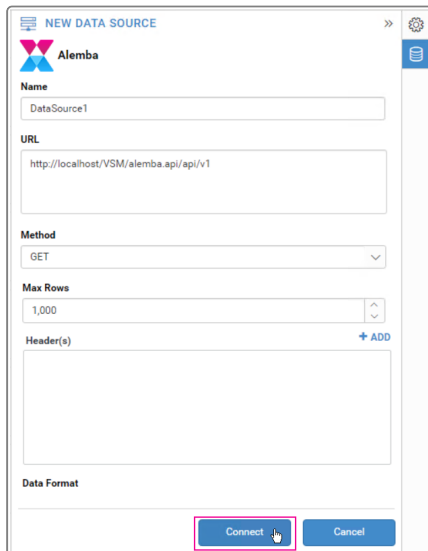 NEW DATA SOURCE
Alemba
Name
DataSource1
URL
http://localhost/VSM/alemba.api/api/v1
Method
GET
Max Rows
1,000
Header(s)
+ ADD
Data Format
Connect
Cancel